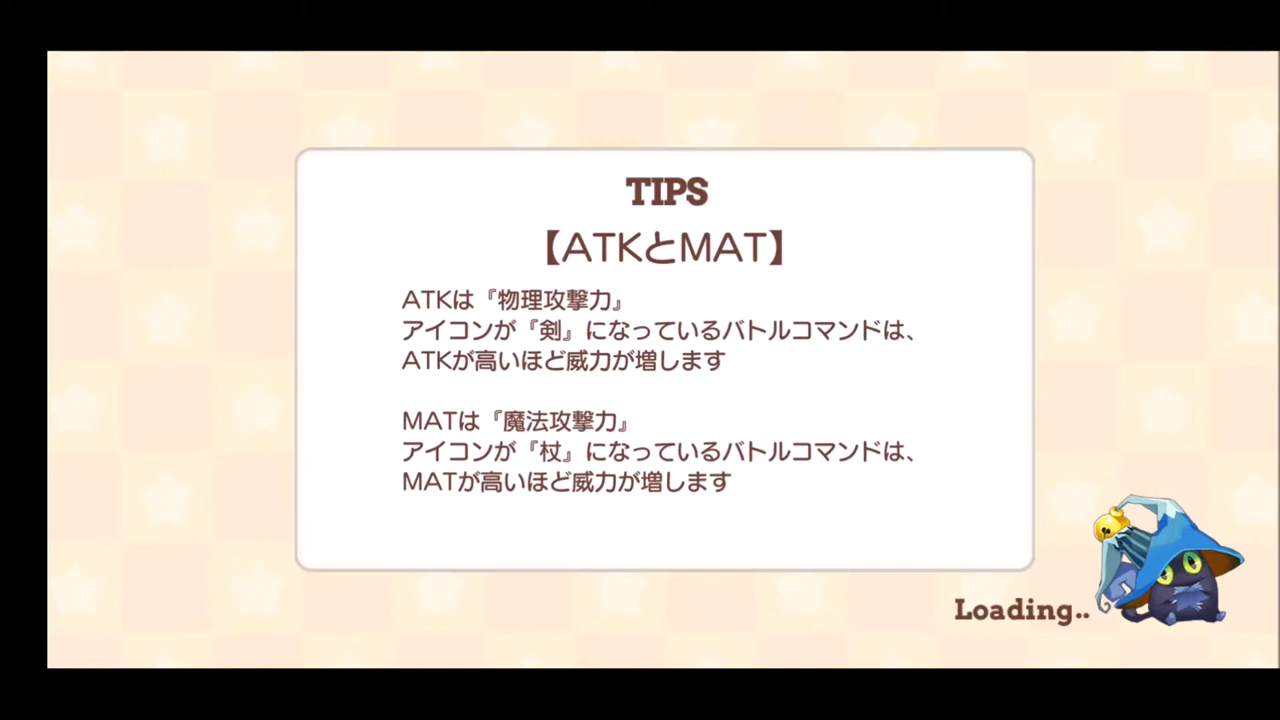 TIPS
【ATKとMAT】
ATKは『物理攻撃力』
アイコンが『剣』になっているバトルコマンドは、
ATKが高いほど威力が増します
MATは『魔法攻撃力』
アイコンが『杖』になっているバトルコマンドは、
MATが高いほど威力が増します
Loading..